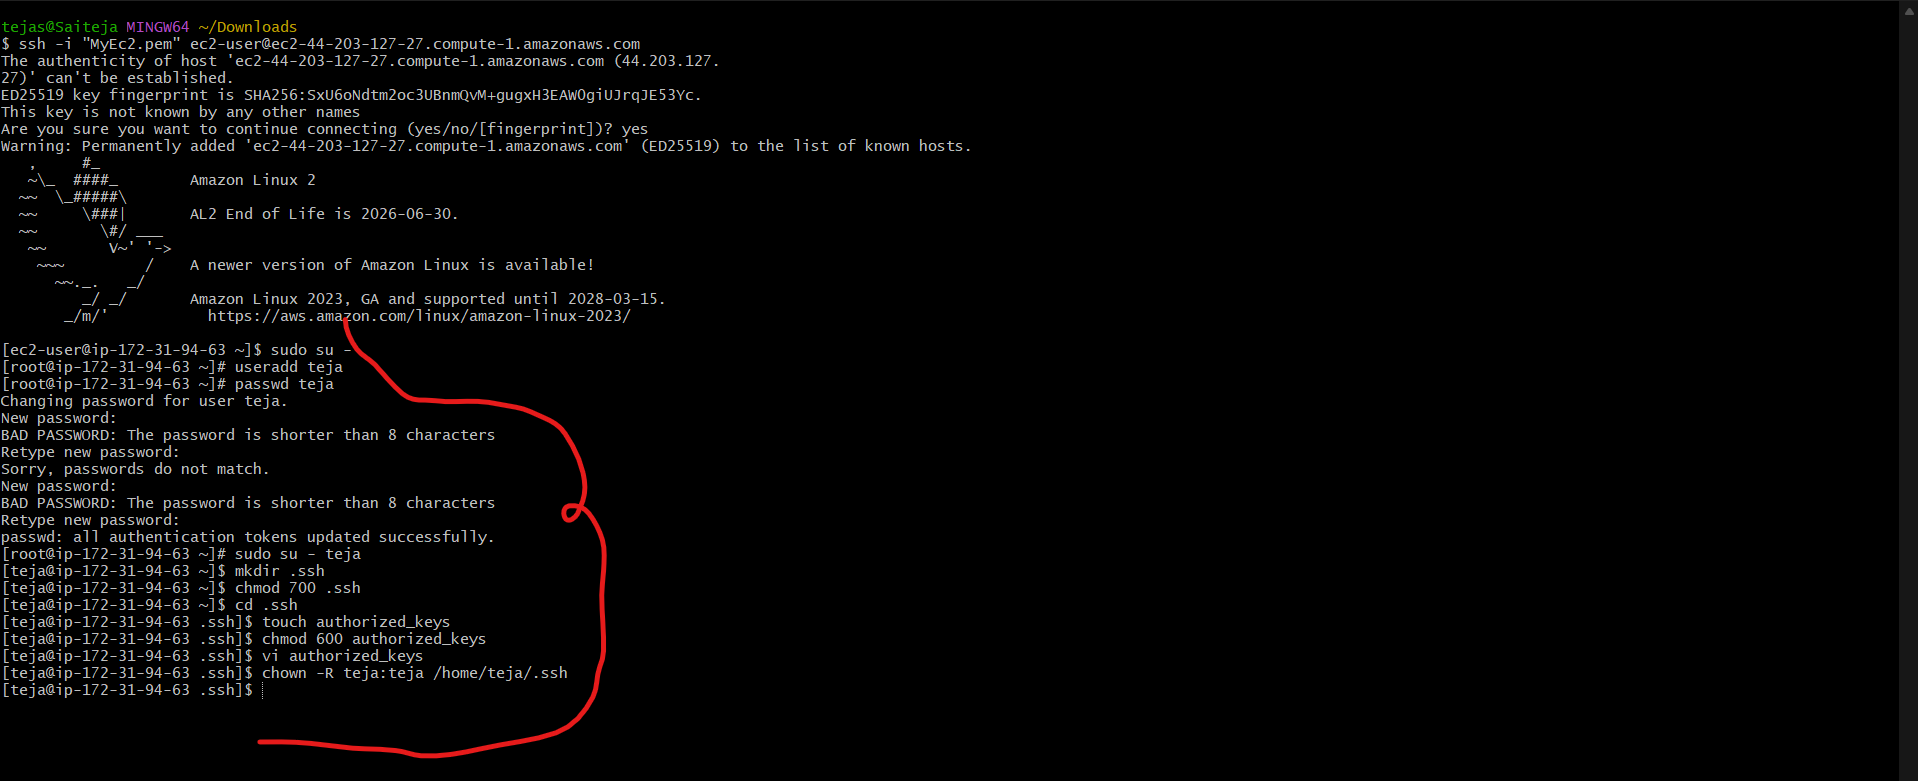 tejas@Saiteja MINGW64 ~/Downloads
$ ssh -i "MyEc2.pem" ec2-user@ec2-44-203-127-27.compute-1.amazonaws.com
The authenticity of host 'ec2-44-203-127-27.compute-1.amazonaws.com (44.203.127.
27)' can't be established.
ED25519 key fingerprint is SHA256:SxU6oNdtm2oc3UBnmQvM+gugxH3EAWOgiUJrqJE53Yc.
This key is not known by any other names
Are you sure you want to continue connecting (yes/no/[fingerprint])? yes
Warning: Permanently added 'ec2-44-203-127-27.compute-1.amazonaws.com' (ED25519) to the list of known hosts.
   ,     #_
   ~\_  ####_        Amazon Linux 2
  ~~  \_#####\
  ~~     \###|       AL2 End of Life is 2026-06-30.
  ~~       \#/ ___
   ~~       V~' '->
    ~~~         /    A newer version of Amazon Linux is available!
      ~~._.   _/
         _/ _/       Amazon Linux 2023, GA and supported until 2028-03-15.
       _/m/'           https://aws.amazon.com/linux/amazon-linux-2023/
[ec2-user@ip-172-31-94-63 ~]$ sudo su -
[root@ip-172-31-94-63 ~]# useradd teja
[root@ip-172-31-94-63 ~]# passwd teja
Changing password for user teja.
New password:
BAD PASSWORD: The password is shorter than 8 characters
Retype new password:
Sorry, passwords do not match.
New password:
BAD PASSWORD: The password is shorter than 8 characters
Retype new password:
passwd: all authentication tokens updated successfully.
[root@ip-172-31-94-63 ~]# sudo su - teja
[teja@ip-172-31-94-63 ~]$ mkdir .ssh
[teja@ip-172-31-94-63 ~]$ chmod 700 .ssh
[teja@ip-172-31-94-63 ~]$ cd .ssh
[teja@ip-172-31-94-63 .ssh]$ touch authorized_keys
[teja@ip-172-31-94-63 .ssh]$ chmod 600 authorized_keys
[teja@ip-172-31-94-63 .ssh]$ vi authorized_keys
[teja@ip-172-31-94-63 .ssh]$ chown -R teja:teja /home/teja/.ssh
[teja@ip-172-31-94-63 .ssh]$